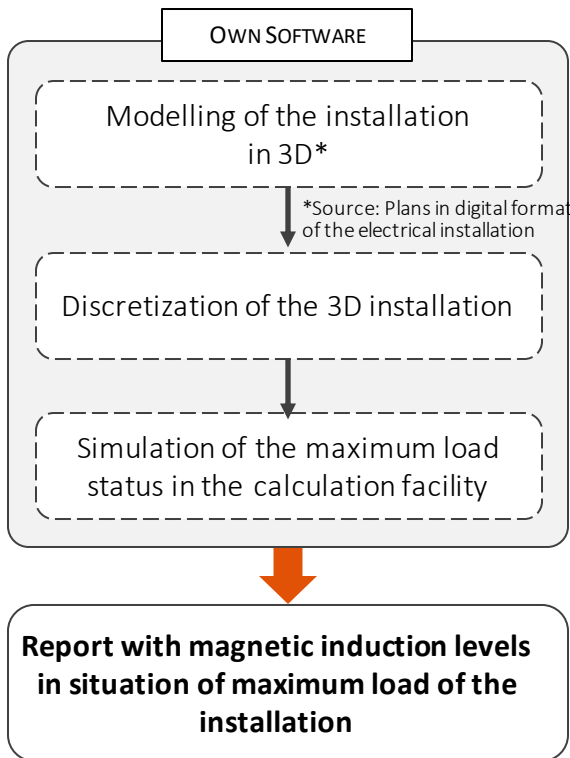 OWN SOFTWARE
Modelling of the installation
in 3D*
*Source: Plans in digital format
of the electrical installation
Discretization of the 3D installation
Simulation of the maximum load
status in the calculation facility
Report with magnetic induction levels
in situation of maximum load of the
installation